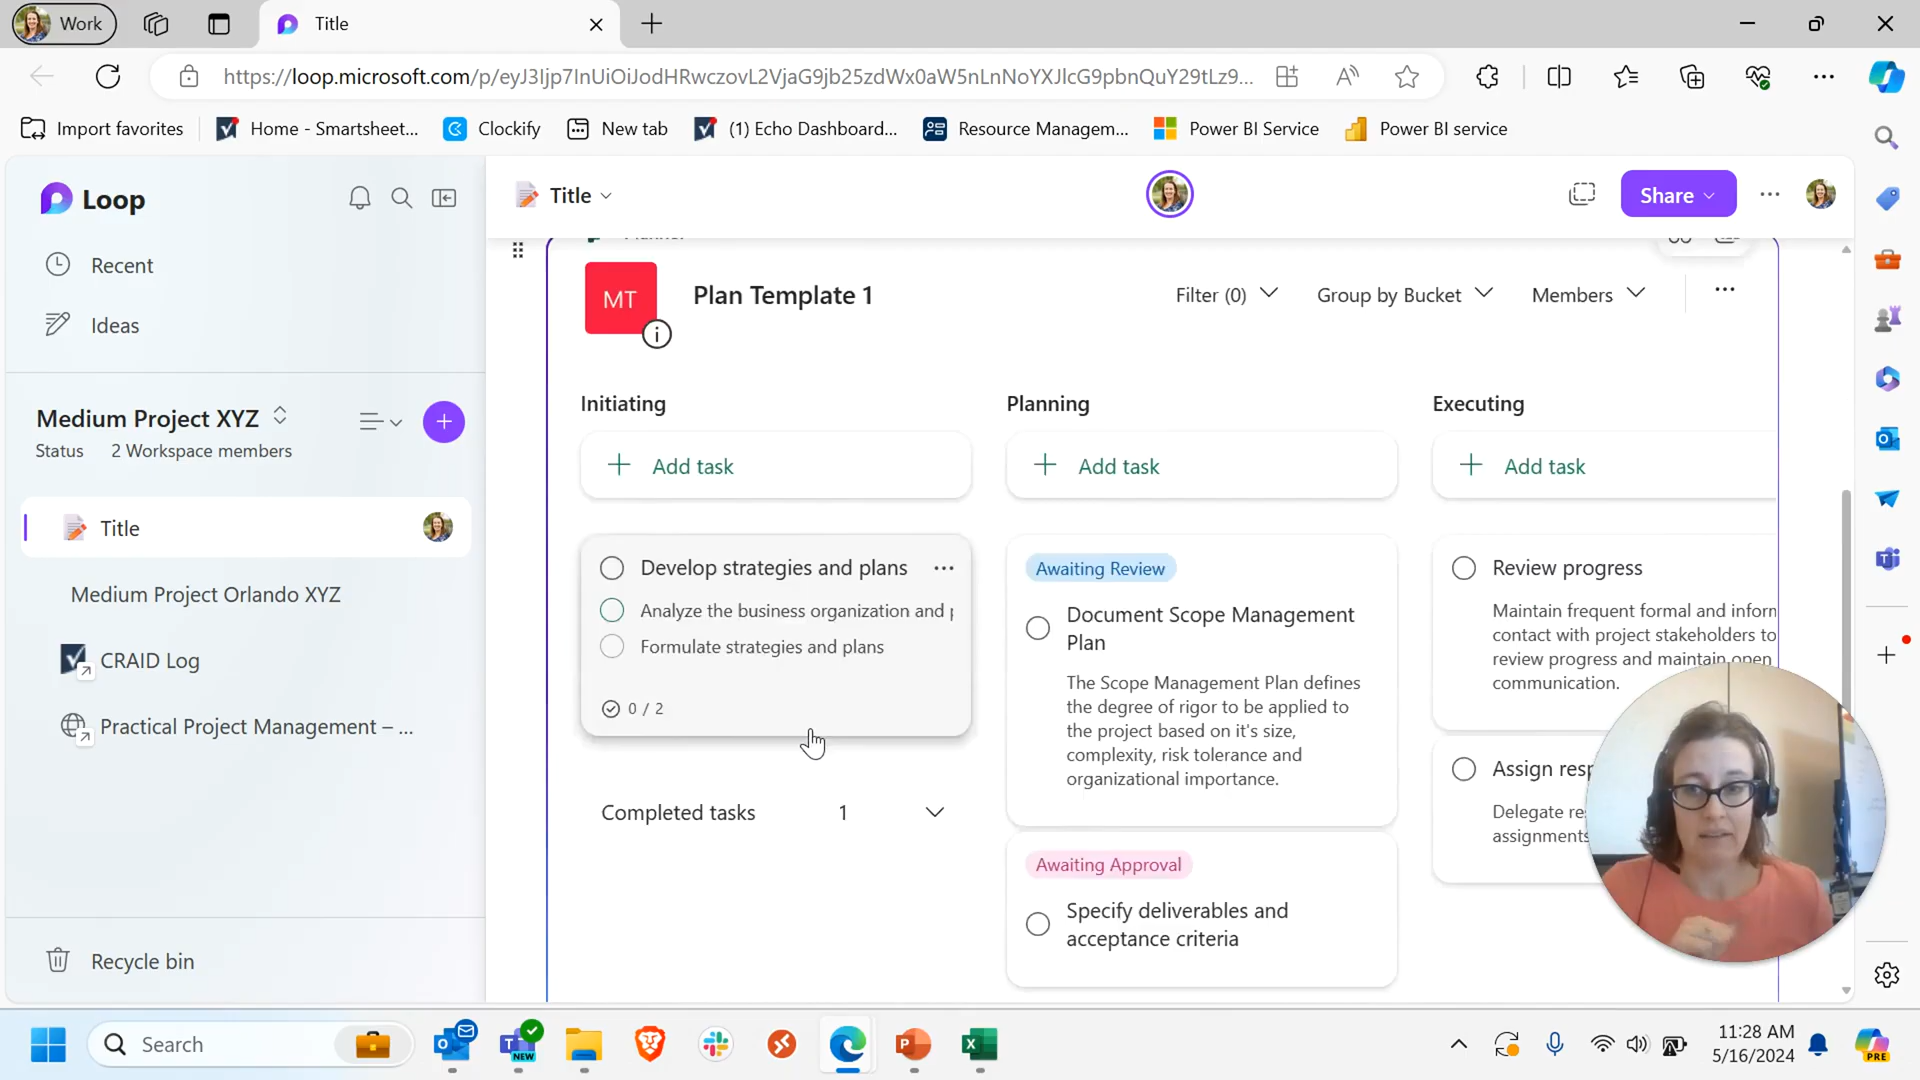 Work
Title
https://loop.microsoft.com/p/eyJ3Ijp7InUiOiJodHRwczovL2VjaG9jb25zdWx0aW5nLnNoYXJlcG9pbnQuY29tLz9...
Import favorites
Home - Smartsheet...
Clockify
New tab
(1) Echo Dashboard...
Resource Managem...
Power BI Service
Power BI service
Loop
Recent
Ideas
Medium Project XYZ
Status
2 Workspace members
Title
Medium Project Orlando XYZ
CRAID Log
Practical Project Management – ...
Recycle bin
Title
Share
MT
Plan Template 1
Filter (0)
Group by Bucket
Members
Initiating
Add task
Develop strategies and plans
Analyze the business organization and
Formulate strategies and plans
0 / 2
Completed tasks
1
Planning
Add task
Awaiting Review
Document Scope Management
Plan
The Scope Management Plan defines
the degree of rigor to be applied to
the project based on it's size,
complexity, risk tolerance and
organizational importance.
Awaiting Approval
Specify deliverables and
acceptance criteria
Executing
Add task
Review progress
Maintain frequent formal and inforn
contact with project stakeholders to
review progress and maintain open
communication.
Assign resp
Delegate re
assignments
Search
NEW
PRE
11:28 AM
5/16/2024